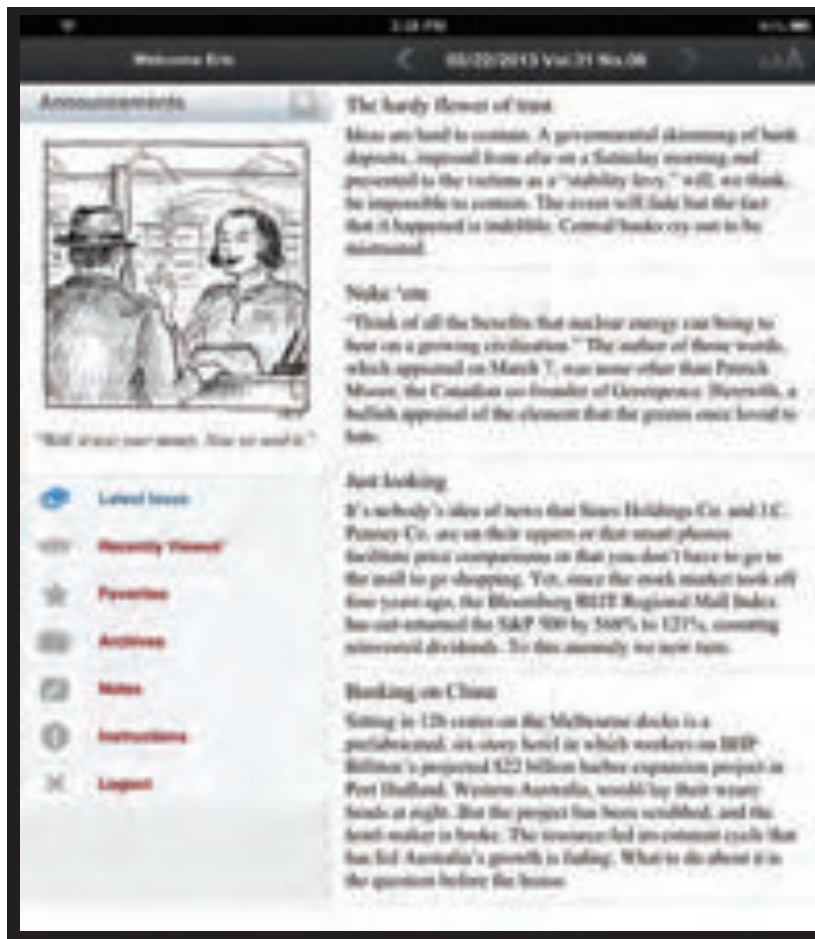 2:28 PM
Welcome Eric
03/22/2013 Vol.31 No.06
Announcements
"Well, it was your money. Now we need it."
Latest Issue
Recently Viewed
Favorites
Archives
Notes
Instructions
Logout
The hardy flower of trust
Ideas are hard to contain. A governmental skimming of bank
deposits, imposed from afar on a Saturday morning and
presented to the victims as a "stability levy," will, we think,
be impossible to contain. The event will fade but the fact
that it happened is indelible. Central banks cry out to be
mistrusted.
Nuke 'em
"Think of all the benefits that nuclear energy can bring to
bear on a growing civilization." The author of those words,
which appeared on March 7, was none other than Patrick
Moore, the Canadian co-founder of Greenpeace. Herewith, a
bullish appraisal of the element that the greens once loved to
hate.
Just looking
It's nobody's idea of news that Sears Holdings Co. and J.C.
Penney Co. are on their uppers or that smart phones
facilitate price comparisons or that you don't have to go to
the mall to go shopping. Yet, since the stock market took off
four years ago, the Bloomberg REIT Regional Mall Index
has out-returned the S&P 500 by 566% to 121%, counting
reinvested dividends. To this anomaly we now turn.
Banking on China
Sitting in 126 crates on the Melbourne docks is a
prefabricated, six-story hotel in which workers on BHP
Billiton's projected $22 billion harbor expansion project in
Port Hedland, Western Australia, would lay their weary
heads at night. But the project has been scrubbed, and the
hotel-maker is broke. The resource-led investment cycle that
has fed Australia's growth is fading. What to do about it is
the question before the house.